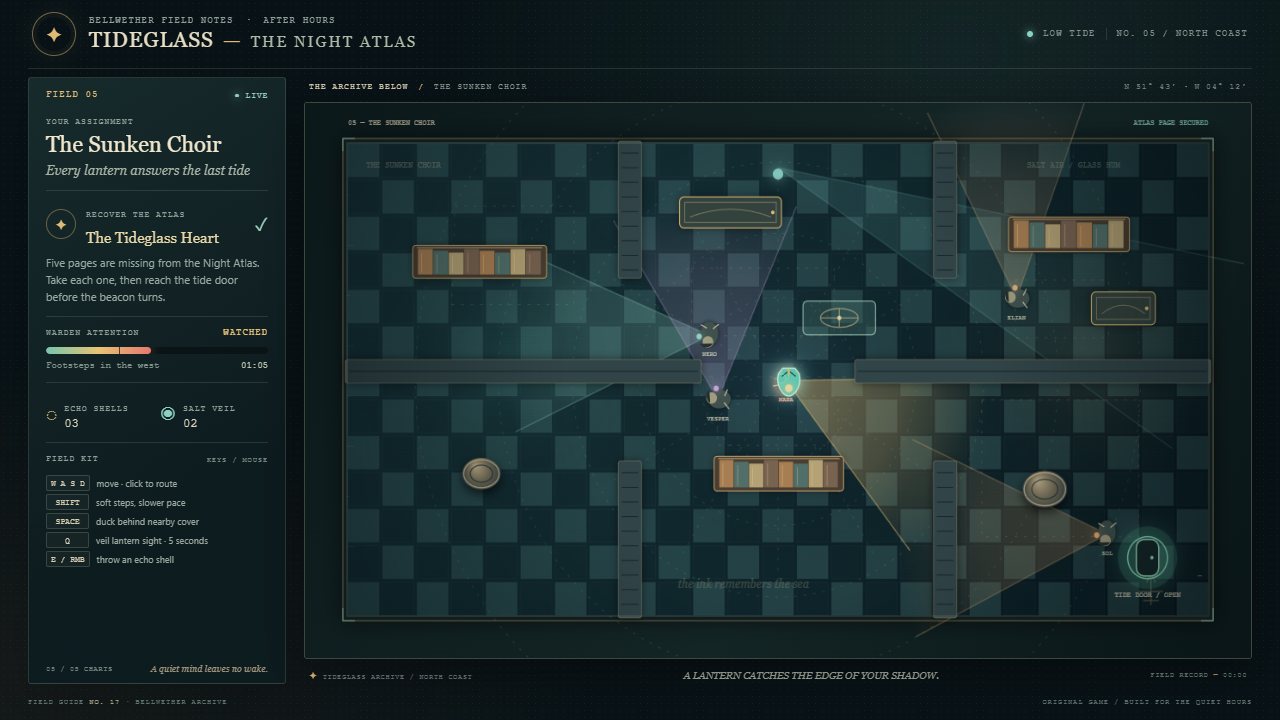 BELLWETHER FIELD NOTES · AFTER HOURS
TIDEGLASS — THE NIGHT ATLAS
LOW TIDE | NO. 05 / NORTH COAST
FIELD 05
LIVE
YOUR ASSIGNMENT
The Sunken Choir
Every lantern answers the last tide
RECOVER THE ATLAS
The Tideglass Heart
Five pages are missing from the Night Atlas.
Take each one, then reach the tide door
before the beacon turns.
WARDEN ATTENTION
WATCHED
Footsteps in the west
01:05
ECHO SHELLS
03
SALT VEIL
02
FIELD KIT
KEYS / MOUSE
W A S D move · click to route
SHIFT soft steps, slower pace
SPACE duck behind nearby cover
Q veil lantern sight · 5 seconds
E / RMB throw an echo shell
05 / 05 CHARTS
A quiet mind leaves no wake.
THE ARCHIVE BELOW / THE SUNKEN CHOIR
N 51° 43' · W 04° 12'
05 — THE SUNKEN CHOIR
ATLAS PAGE SECURED
THE SUNKEN CHOIR
SALT AIR / GLASS HUM
ELIAN
NERO
VESPER
MARA
SOL
TIDE DOOR / OPEN
the ink remembers the sea
TIDEGLASS ARCHIVE / NORTH COAST
A LANTERN CATCHES THE EDGE OF YOUR SHADOW.
FIELD RECORD — 00:00
FIELD GUIDE NO. 17 · BELLWETHER ARCHIVE
ORIGINAL GAME / BUILT FOR THE QUIET HOURS